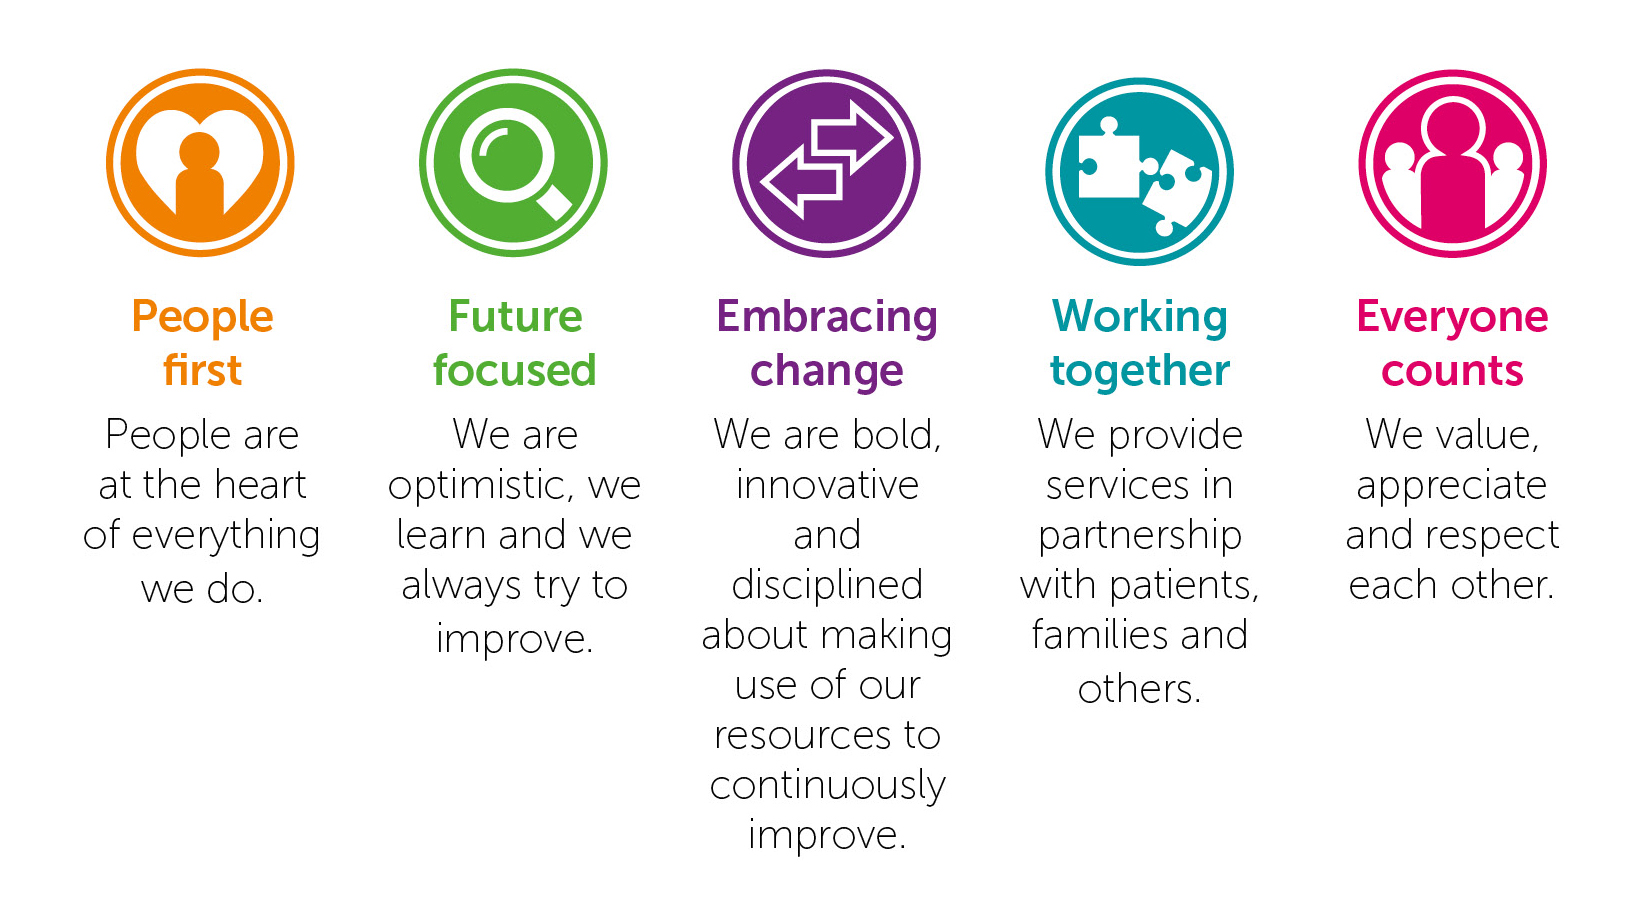 People
first
People are
at the heart
of everything
we do.
Future
focused
We are
optimistic, we
learn and we
always try to
improve.
Embracing
change
We are bold,
innovative
and
disciplined
about making
use of our
resources to
continuously
improve.
Working
together
We provide
services in
partnership
with patients,
families and
others.
Everyone
counts
We value,
appreciate
and respect
each other.